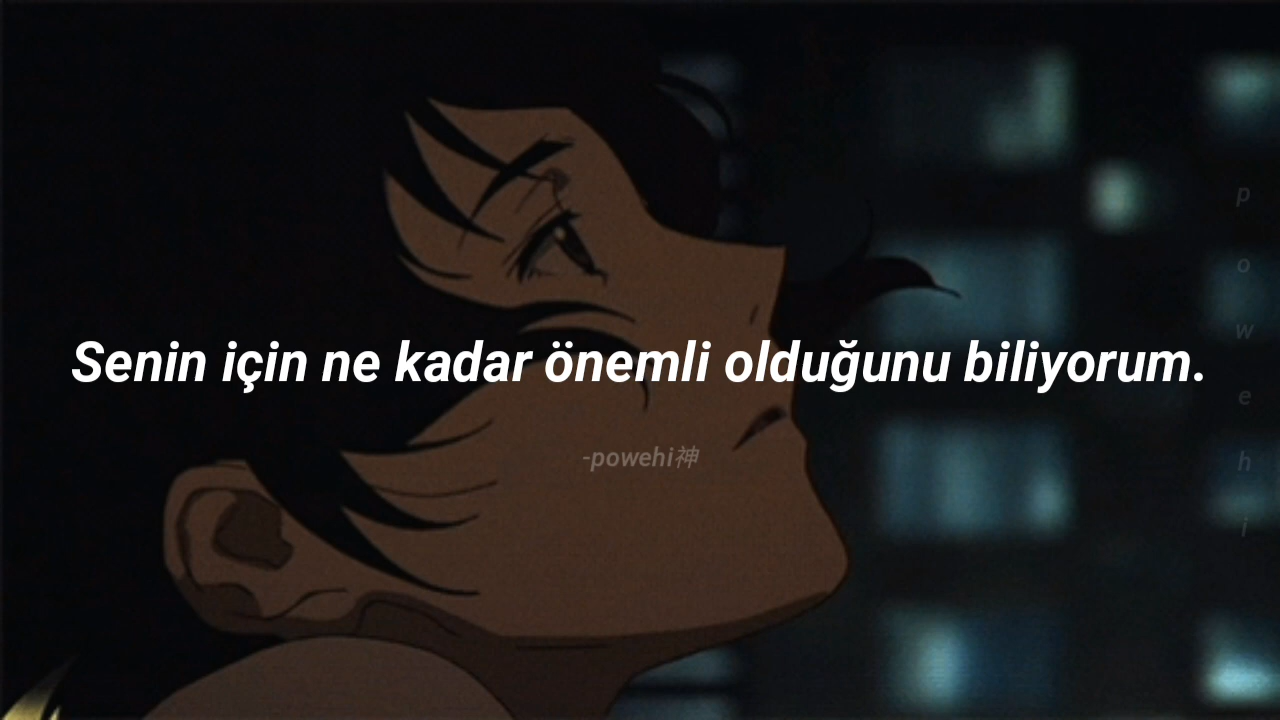 Senin için ne kadar önemli olduğunu biliyorum.
-powehi神
p
o
w
e
h
i